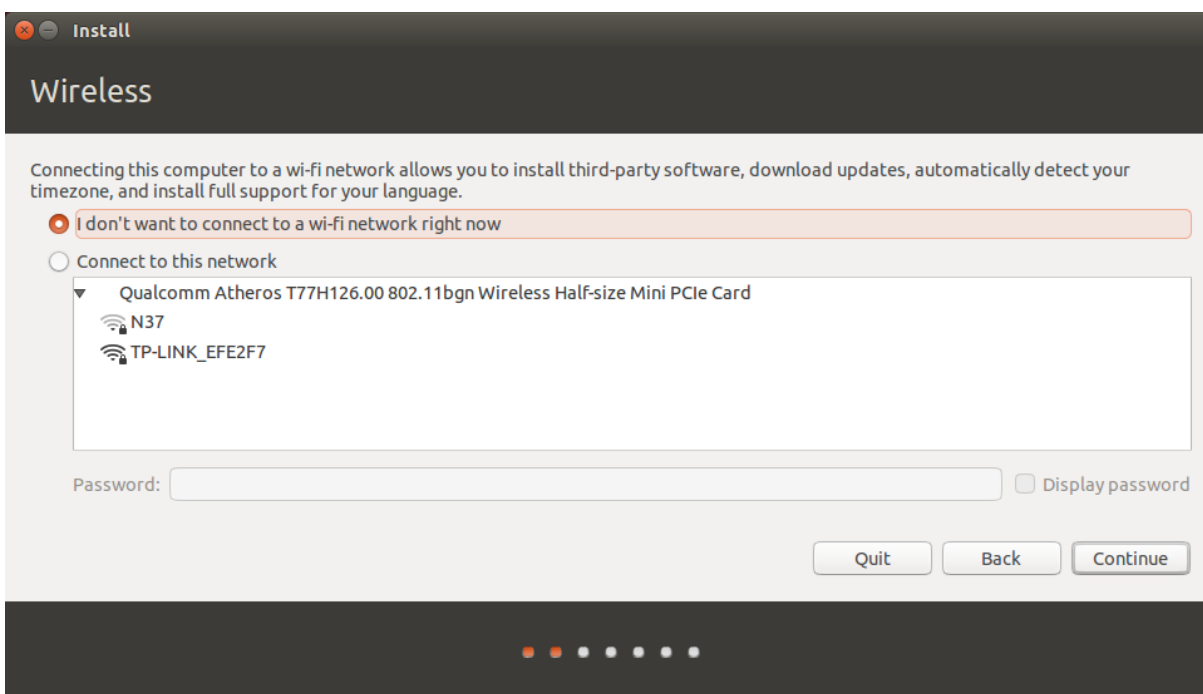 Install
Wireless
Connecting this computer to a wi-fi network allows you to install third-party software, download updates, automatically detect your
timezone, and install full support for your language.
I don't want to connect to a wi-fi network right now
Connect to this network
Qualcomm Atheros T77H126.00 802.11bgn Wireless Half-size Mini PCIe Card
N37
TP-LINK_EFE2F7
Password:
Display password
Quit
Back
Continue